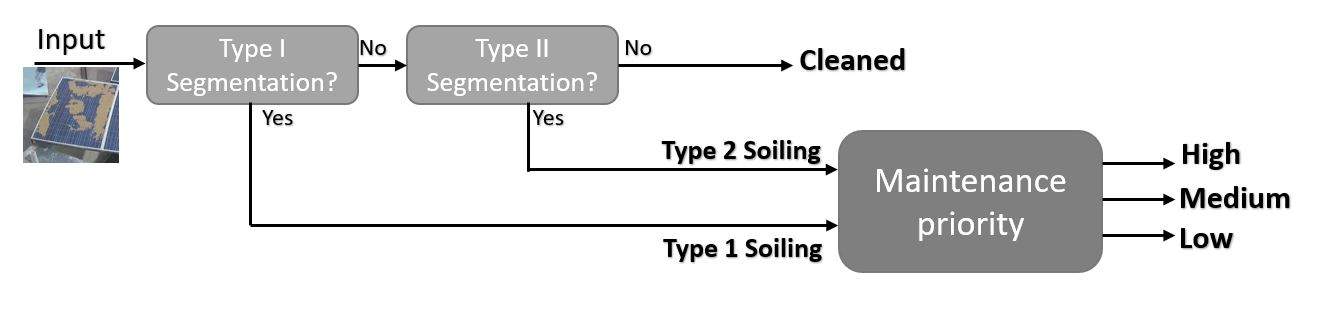 Input
Type I
Segmentation?
No
Type II
Segmentation?
No
Cleaned
Yes
Yes
Type 2 Soiling
Type 1 Soiling
Maintenance
priority
High
Medium
Low